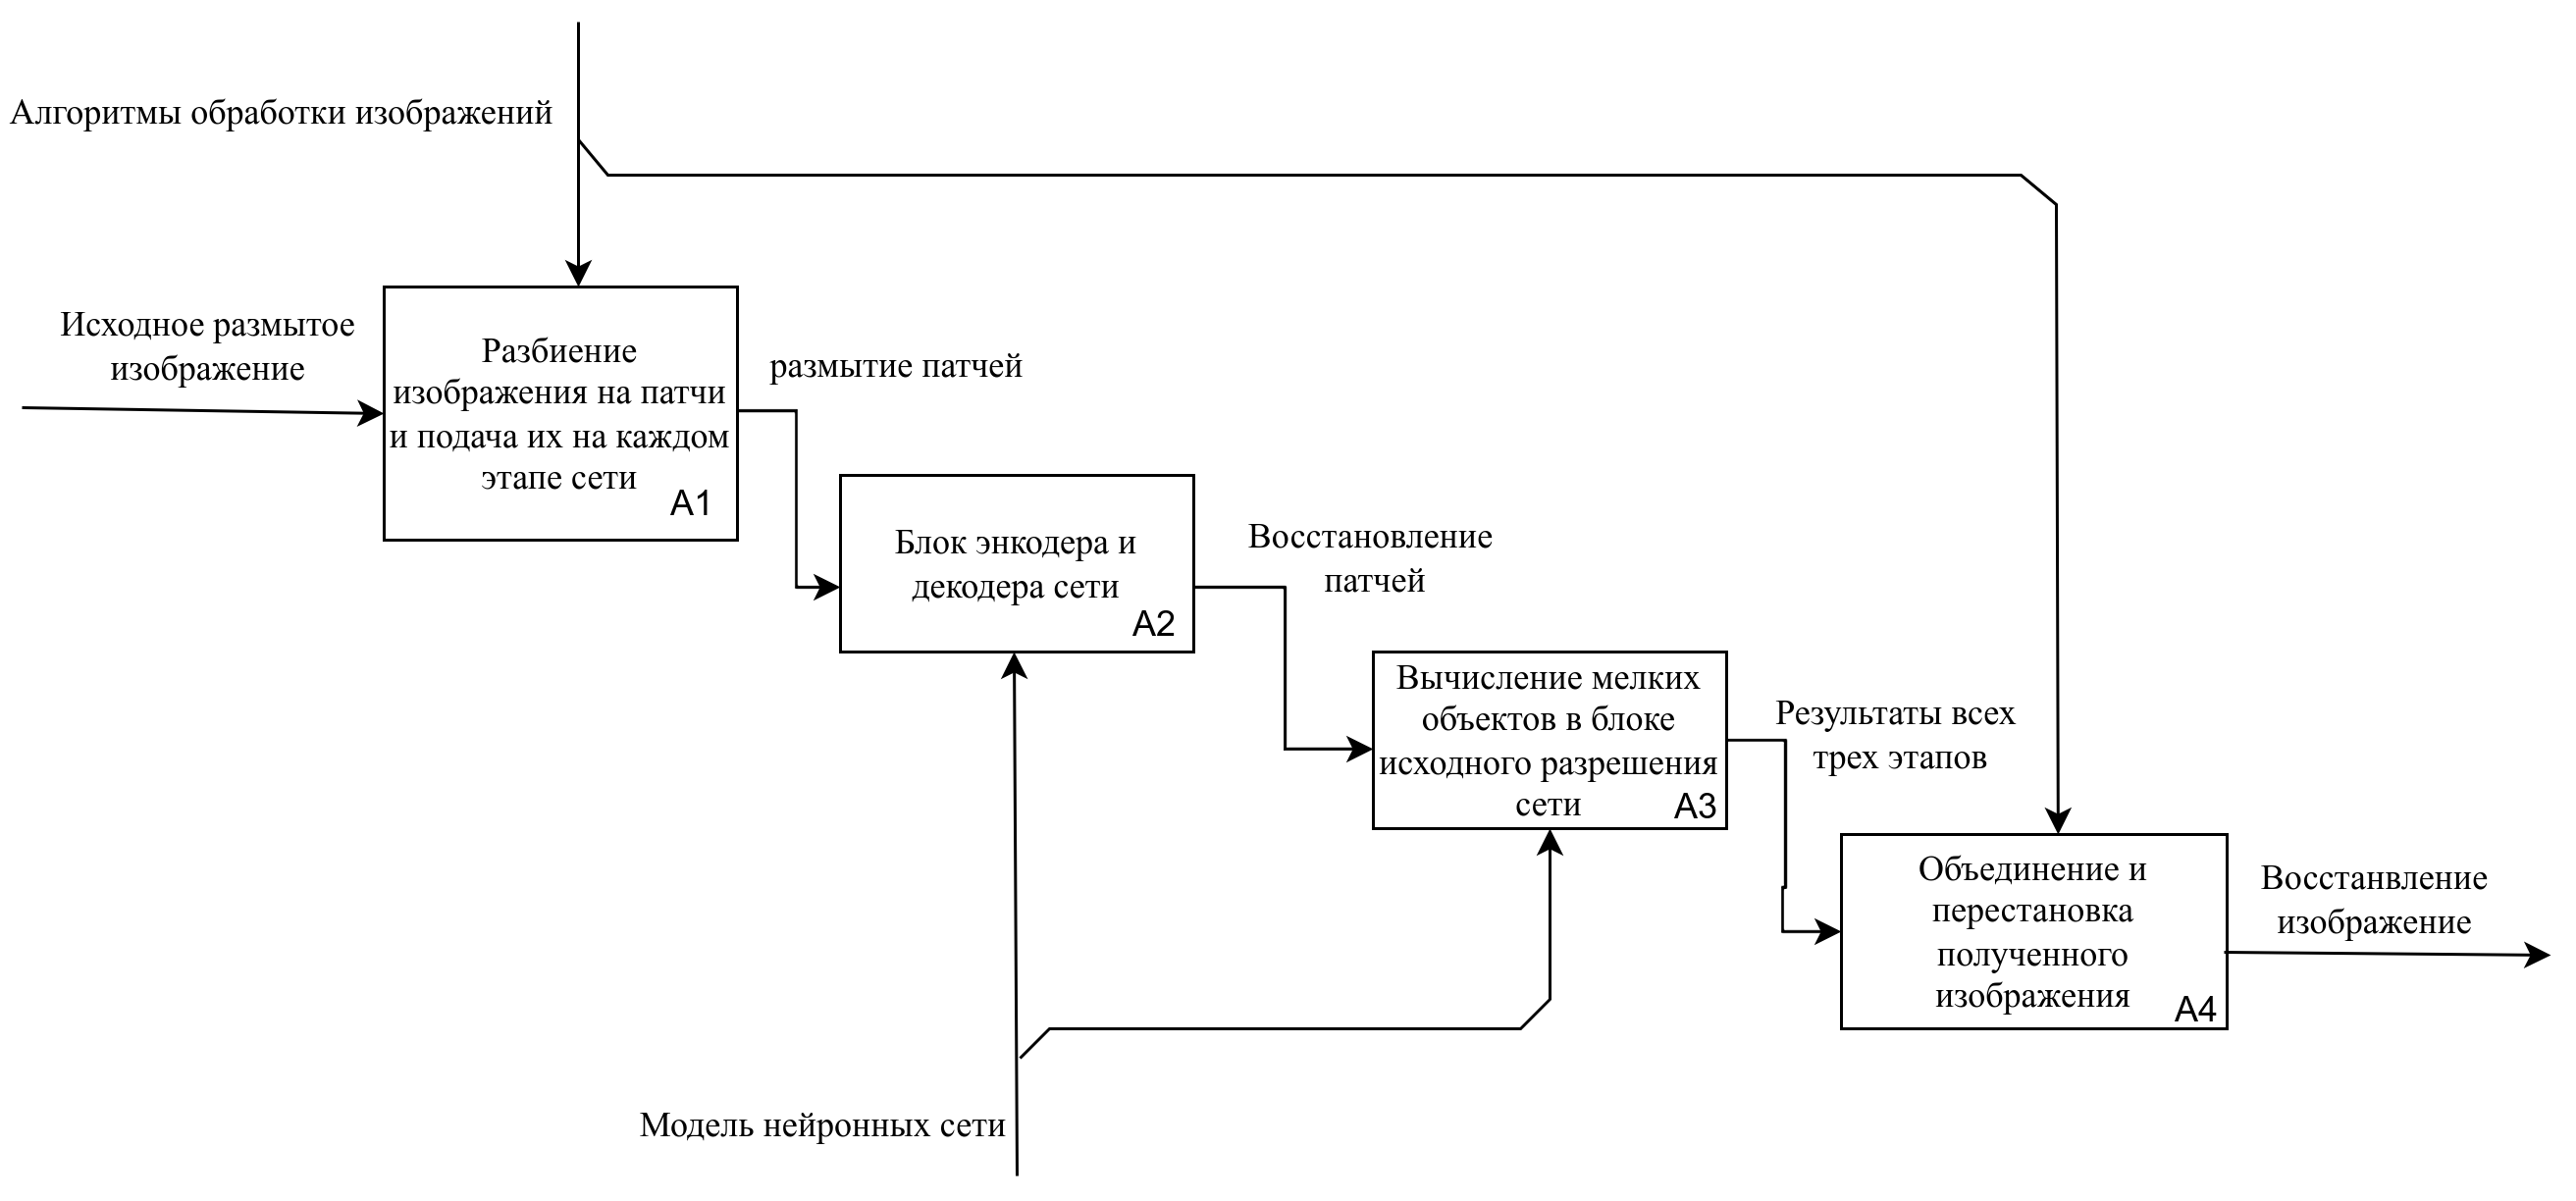 Алгоритмы обработки изображений
Исходное размытое
изображение
Разбиение
изображения на патчи
и подача их на каждом
этапе сети
A1
размытие патчей
Блок энкодера и
декодера сети
A2
Восстановление
патчей
Вычисление мелких
объектов в блоке
исходного разрешения
сети
A3
Результаты всех
трех этапов
Объединение и
перестановка
полученного
изображения
A4
Восстанвление
изображение
Модель нейронных сети